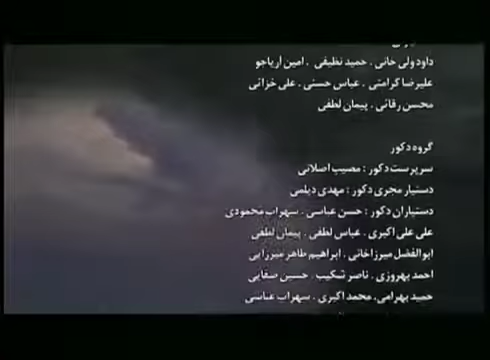 داود ولی خانی . حمید نظیفی . امین آریاجو
علیرضا کرامتی . عباس حسنی . علی خزائی
محسن رقانی . پیمان لطفی
گروه دکور
سرپرست دکور : مصیب اصلانی
دستیار مجری دکور : مهدی دیلمی
دستیاران دکور : حسن عباسی . سهراب محمودی
علی علی اکبری . عباس لطفی . پیمان لطفی
ابوالفضل میرزاخانی . ابراهیم طاهر میرزایی
احمد بهروزی . ناصر شکیب . حسین صفایی
حمید بهرامی. محمد اکبری . سهراب عباسی